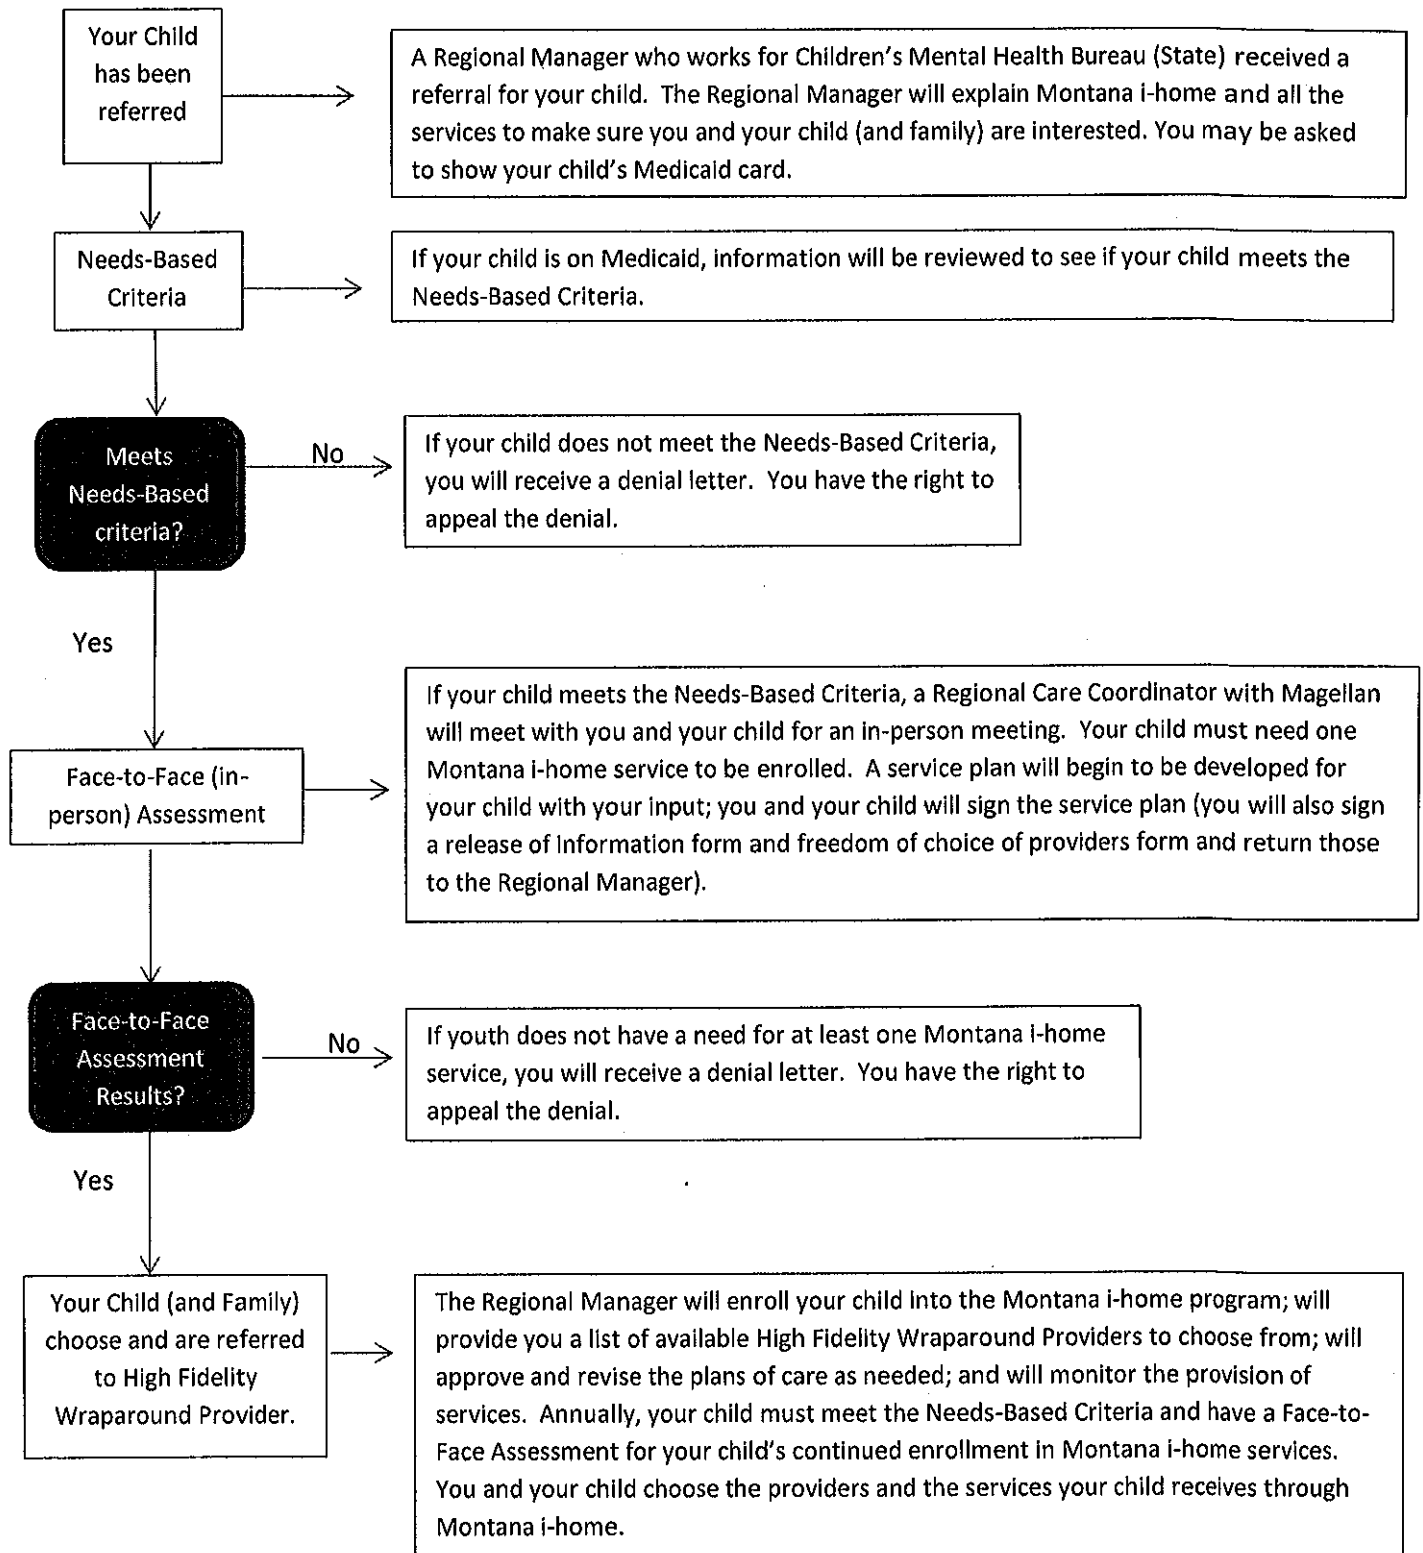 Your Child
has been
referred
A Regional Manager who works for Children's Mental Health Bureau (State) received a
referral for your child. The Regional Manager will explain Montana i-home and all the
services to make sure you and your child (and family) are interested. You may be asked
to show your child's Medicaid card.
Needs-Based
Criteria
If your child is on Medicaid, information will be reviewed to see if your child meets the
Needs-Based Criteria.
Meets
Needs-Based
criteria?
No
If your child does not meet the Needs-Based Criteria,
you will receive a denial letter. You have the right to
appeal the denial.
Yes
Face-to-Face (in-
person) Assessment
If your child meets the Needs-Based Criteria, a Regional Care Coordinator with Magellan
will meet with you and your child for an in-person meeting. Your child must need one
Montana i-home service to be enrolled. A service plan will begin to be developed for
your child with your input; you and your child will sign the service plan (you will also sign
a release of information form and freedom of choice of providers form and return those
to the Regional Manager).
Face-to-Face
Assessment
Results?
No
If youth does not have a need for at least one Montana i-home
service, you will receive a denial letter. You have the right to
appeal the denial.
Yes
Your Child (and Family)
choose and are referred
to High Fidelity
Wraparound Provider.
The Regional Manager will enroll your child into the Montana i-home program; will
provide you a list of available High Fidelity Wraparound Providers to choose from; will
approve and revise the plans of care as needed; and will monitor the provision of
services. Annually, your child must meet the Needs-Based Criteria and have a Face-to-
Face Assessment for your child's continued enrollment in Montana i-home services.
You and your child choose the providers and the services your child receives through
Montana i-home.